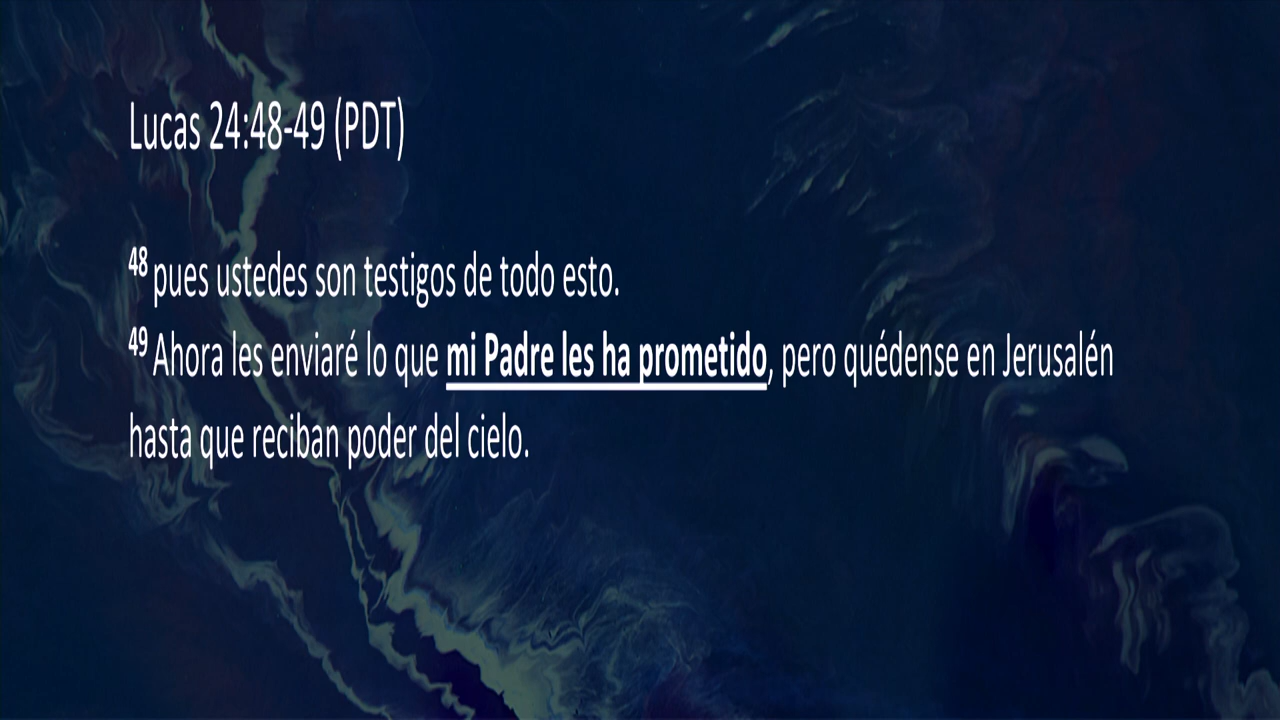 Lucas 24:48-49 (PDT)
48 pues ustedes son testigos de todo esto.
49 Ahora les enviaré lo que mi Padre les ha prometido, pero quédense en Jerusalén
hasta que reciban poder del cielo.